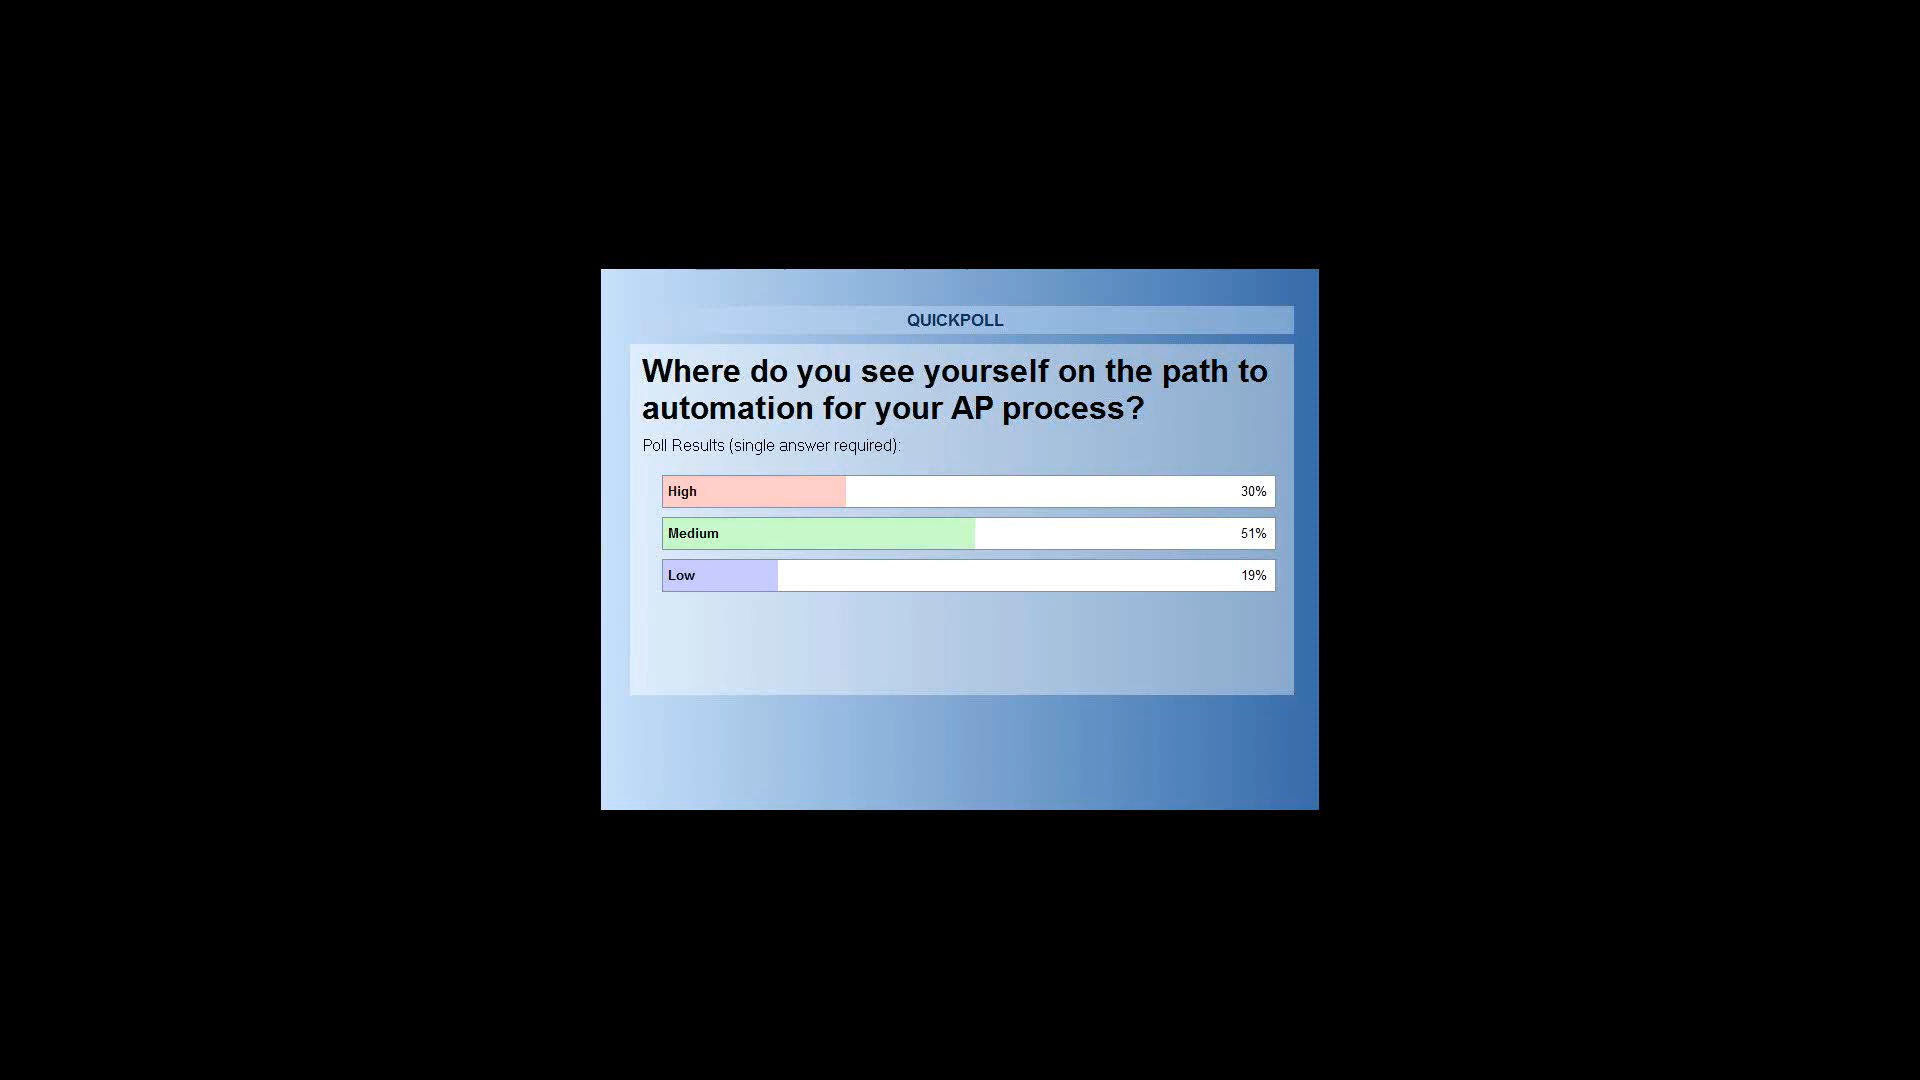 QUICKPOLL
Where do you see yourself on the path to
automation for your AP process?
Poll Results (single answer required):
High 30%
Medium 51%
Low 19%